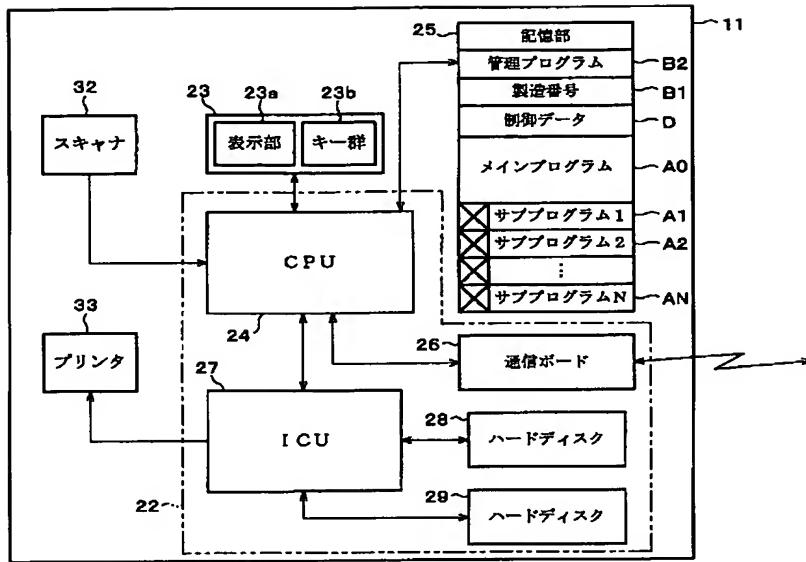 11
25
記憶部
管理プログラム
B2
製造番号
B1
制御データ
D
メインプログラム
A0
サブプログラム1
A1
サブプログラム2
A2
⋮
サブプログラムN
AN
32
スキャナ
23
23a
23b
表示部
キー群
CPU
24
33
プリンタ
26
通信ボード
27
ICU
28
ハードディスク
22
29
ハードディスク